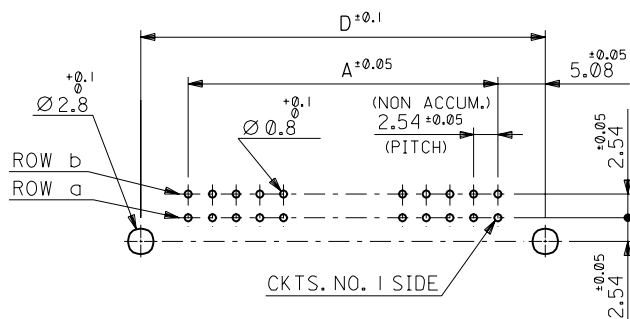 D±0.1
A±0.05
±0.05
5.08
+0.1
0
Ø2.8
+0.1
0
Ø0.8
(NON ACCUM.)
2.54±0.05
(PITCH)
±0.05
2.54
ROW b
ROW a
CKTS. NO. 1 SIDE
±0.05
2.54